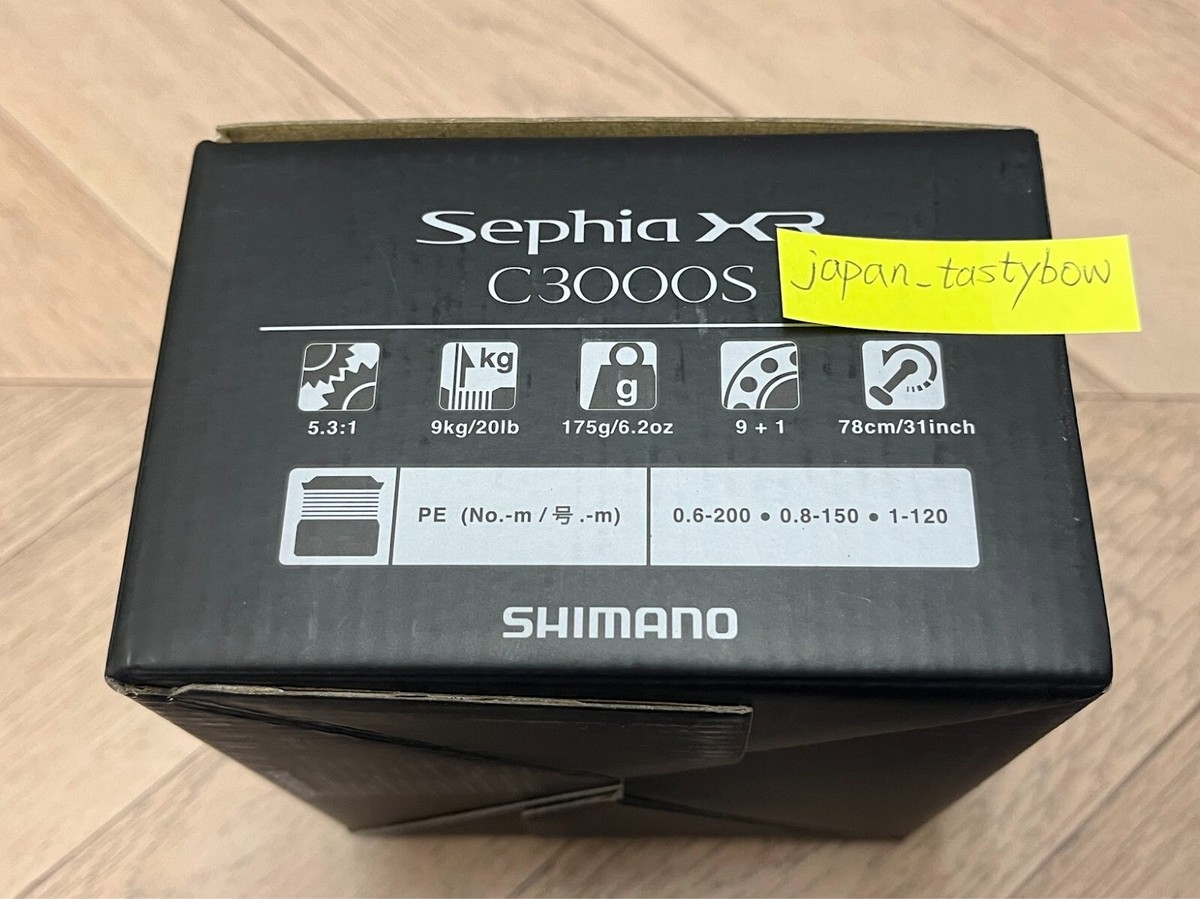 Sephia XR
C3000S
japan_tastybow
kg
g
5.3:1
9kg/20lb
175g/6.2oz
9 + 1
78cm/31inch
PE (No.-m / 号.-m)
0.6-200 ● 0.8-150 ● 1-120
SHIMANO